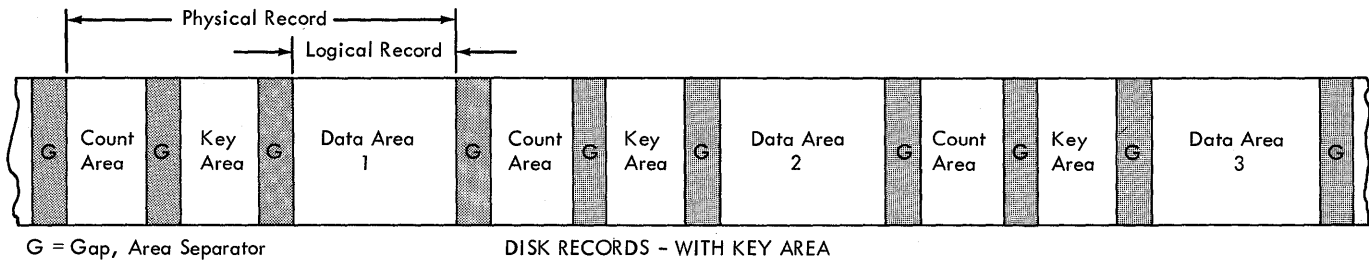 Physical Record
Logical Record
G Count Area G Key Area G Data Area 1 G Count Area G Key Area G Data Area 2 G Count Area G Key Area G Data Area 3 G
G = Gap, Area Separator
DISK RECORDS - WITH KEY AREA